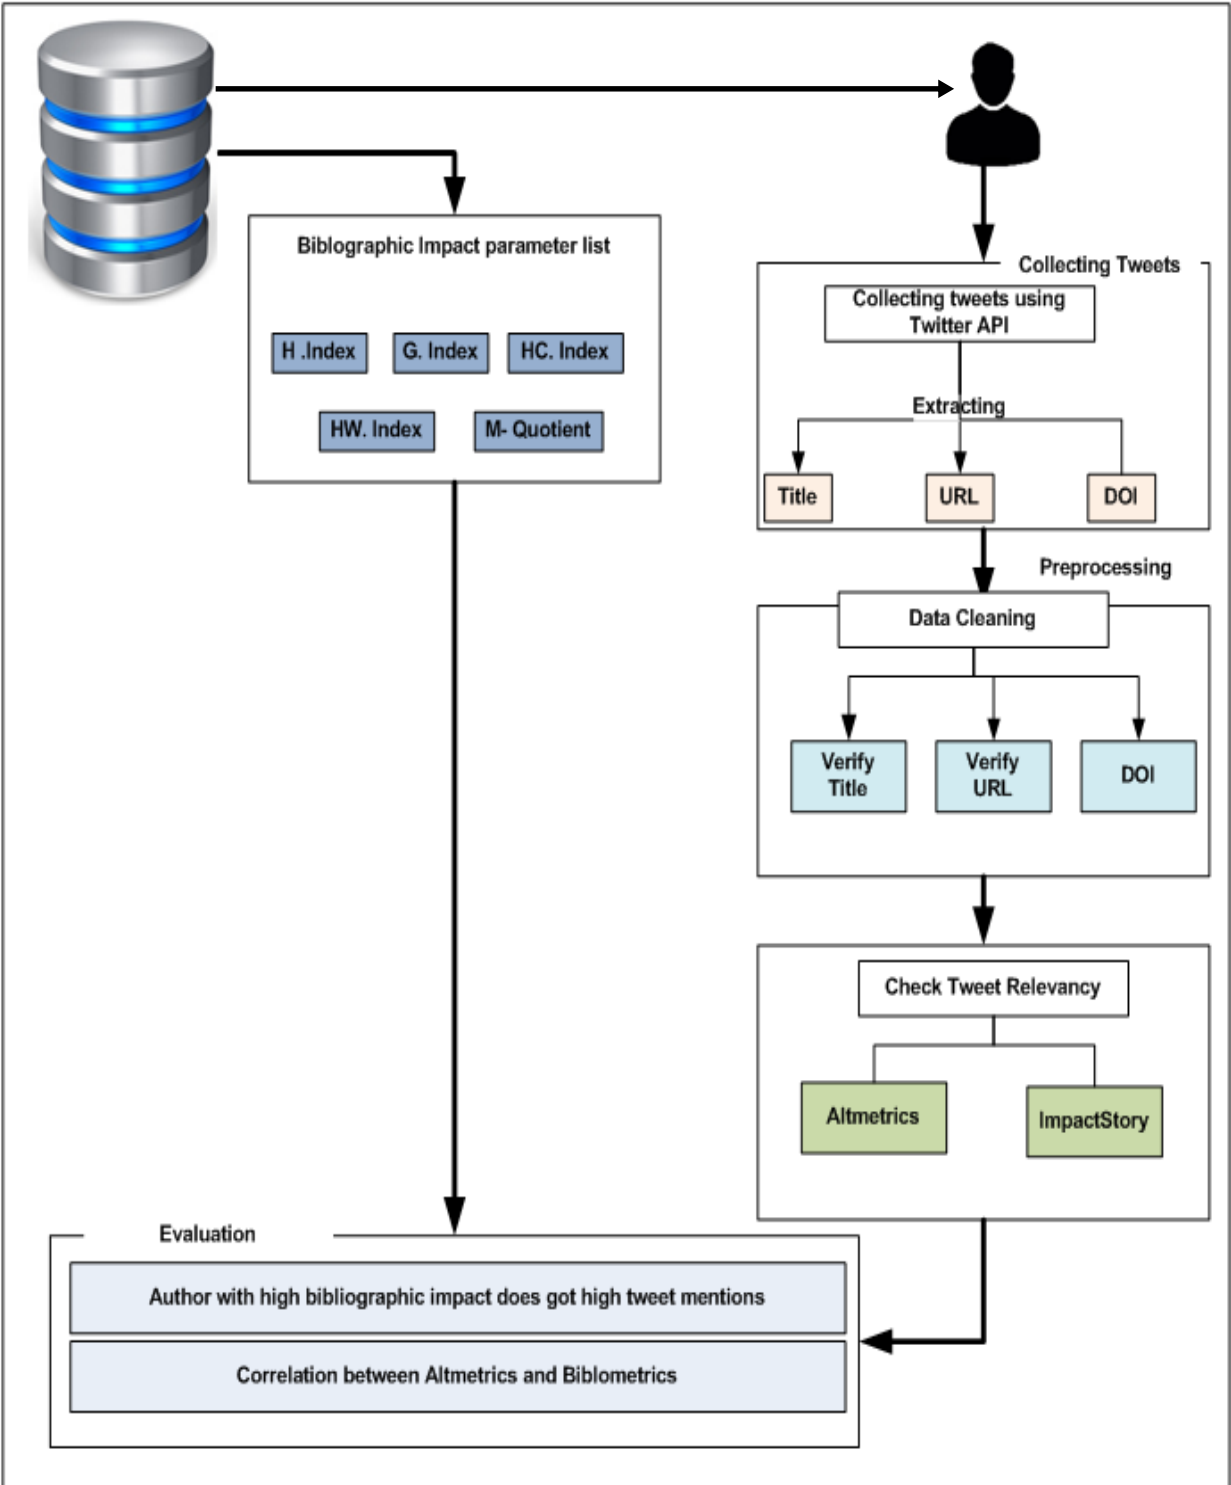 Biblographic Impact parameter list
H .Index
G. Index
HC. Index
HW. Index
M- Quotient
Collecting Tweets
Collecting tweets using
Twitter API
Extracting
Title
URL
DOI
Preprocessing
Data Cleaning
Verify
Title
Verify
URL
DOI
Check Tweet Relevancy
Altmetrics
ImpactStory
Evaluation
Author with high bibliographic impact does got high tweet mentions
Correlation between Altmetrics and Biblometrics